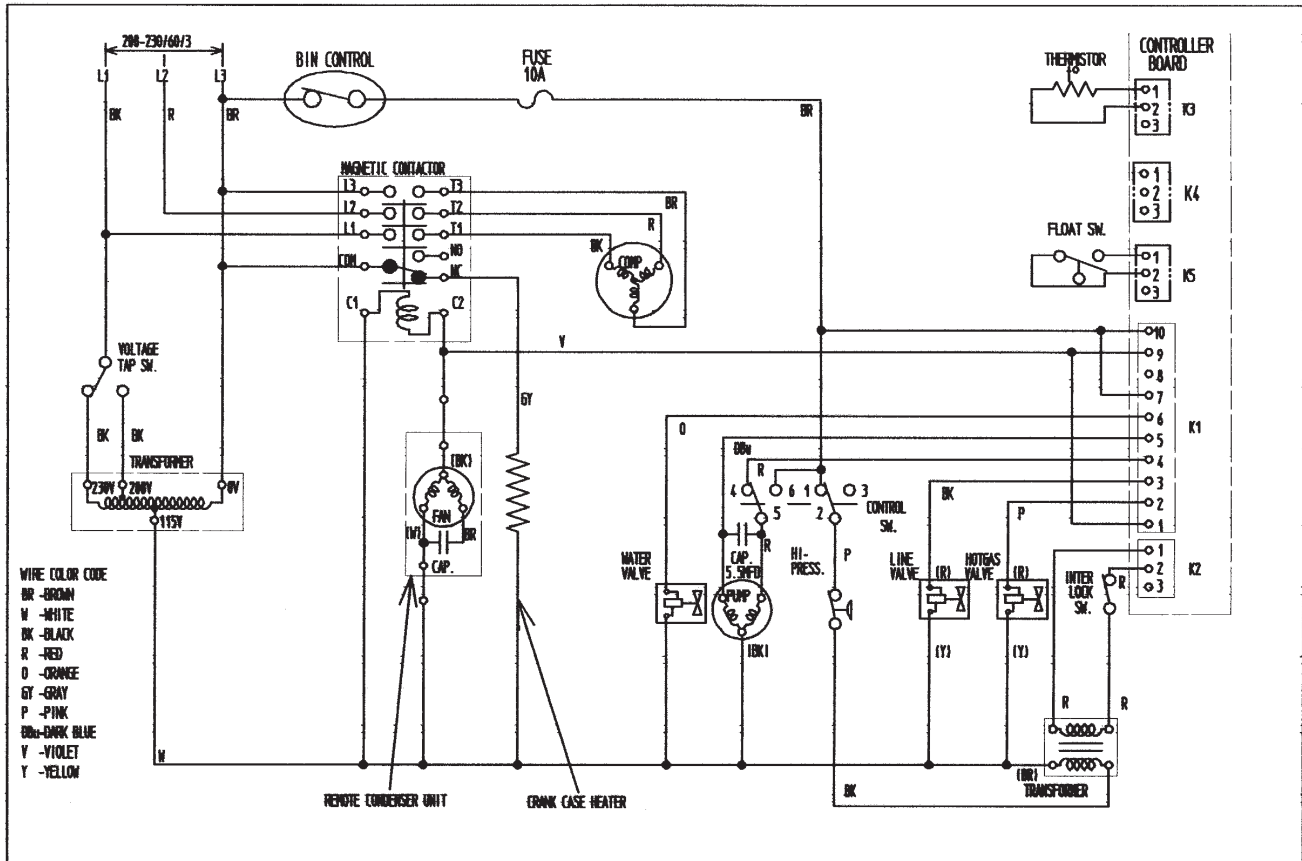 200-230/60/3
L1 L2 L3
BIN CONTROL
FUSE
10A
THERMISTOR
CONTROLLER
BOARD
BK
R
BR
BR
1
2
3
K3
MAGNETIC CONTACTOR
L3 T3
L2 T2
L1 T1
NO
COM NC
C1 C2
BR
R
BK
COMP
1
2
3
K4
FLOAT SW.
1
2
3
K5
VOLTAGE
TAP SW.
V
GY
10
9
8
7
6
5
4
3
2
1
K1
BK BK
TRANSFORMER
230V 200V 0V
115V
(BK)
FAN
(W) BR
CAP.
O
DBu
R
4 6 1 3
5 2
CONTROL
SW.
CAP.
5.5MFD
R
PUMP
(BK)
WATER
VALVE
HI-
PRESS.
P
BK
P
LINE
VALVE
(R)
(Y)
HOTGAS
VALVE
(R)
(Y)
INTER
LOCK
SW.
R
1
2
3
K2
R R
(BR)
TRANSFORMER
BK
W
WIRE COLOR CODE
BR -BROWN
W -WHITE
BK -BLACK
R -RED
O -ORANGE
GY -GRAY
P -PINK
DBu-DARK BLUE
V -VIOLET
Y -YELLOW
REMOTE CONDENSER UNIT
CRANK CASE HEATER